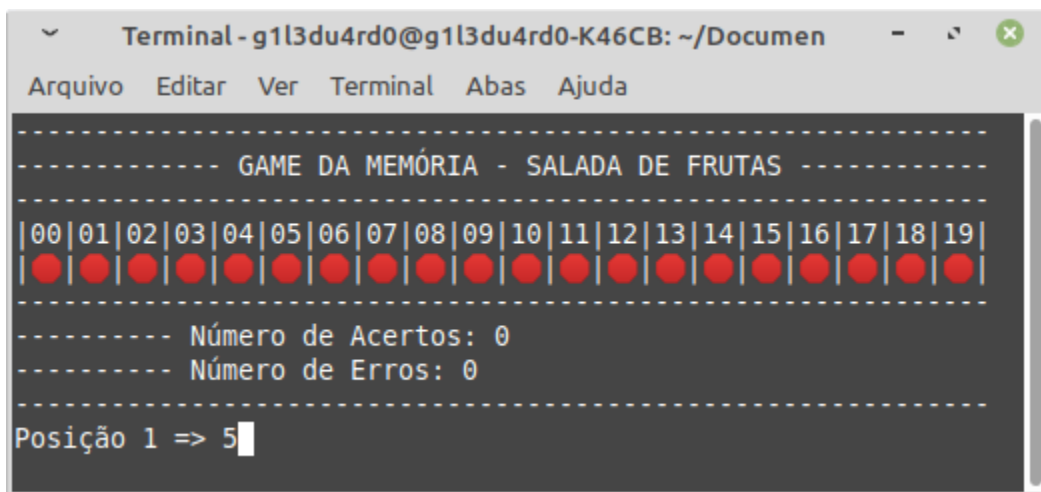 Terminal - g1l3du4rd0@g1l3du4rd0-K46CB: ~/Documen
Arquivo Editar Ver Terminal Abas Ajuda
-------------------------------------------------------------
------------- GAME DA MEMÓRIA - SALADA DE FRUTAS ------------
-------------------------------------------------------------
|00|01|02|03|04|05|06|07|08|09|10|11|12|13|14|15|16|17|18|19|
|🛑|🛑|🛑|🛑|🛑|🛑|🛑|🛑|🛑|🛑|🛑|🛑|🛑|🛑|🛑|🛑|🛑|🛑|🛑|🛑|
-------------------------------------------------------------
---------- Número de Acertos: 0
---------- Número de Erros: 0
-------------------------------------------------------------
Posição 1 => 5